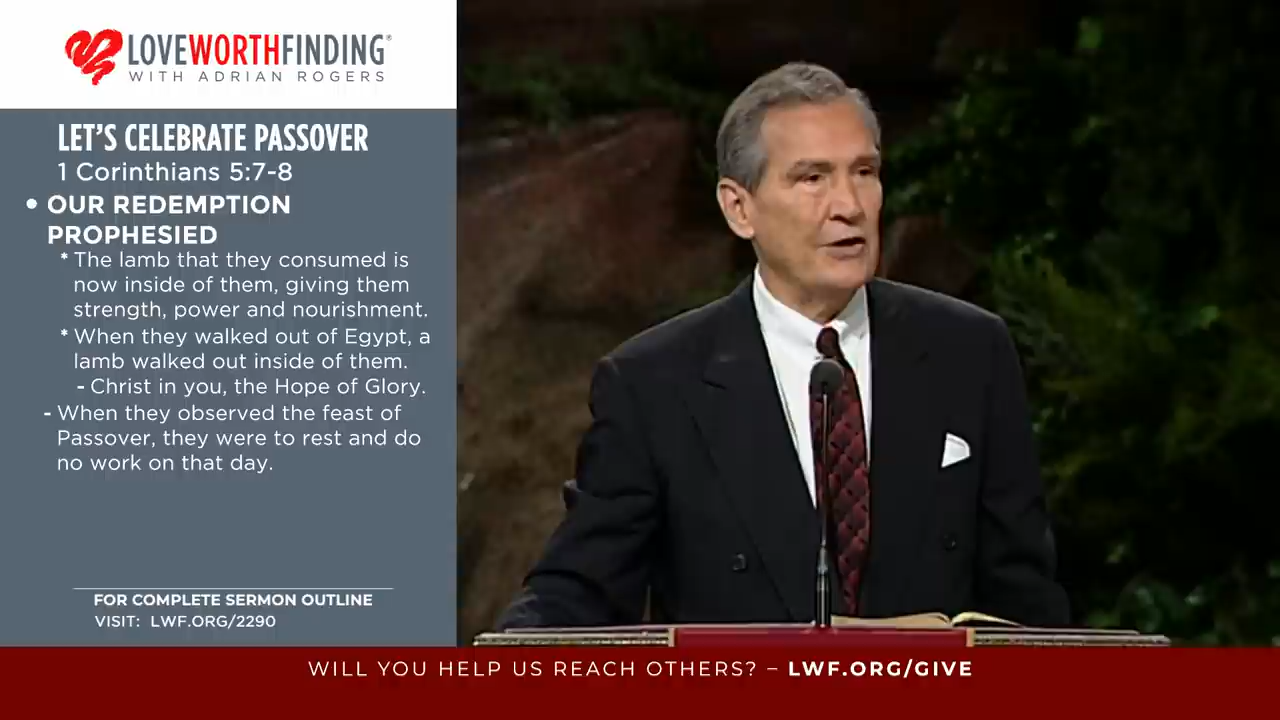 LOVEWORTHFINDING®
WITH ADRIAN ROGERS
LET'S CELEBRATE PASSOVER
1 Corinthians 5:7-8
• OUR REDEMPTION
PROPHESIED
* The lamb that they consumed is
now inside of them, giving them
strength, power and nourishment.
* When they walked out of Egypt, a
lamb walked out inside of them.
- Christ in you, the Hope of Glory.
- When they observed the feast of
Passover, they were to rest and do
no work on that day.
FOR COMPLETE SERMON OUTLINE
VISIT: LWF.ORG/2290
WILL YOU HELP US REACH OTHERS? – LWF.ORG/GIVE